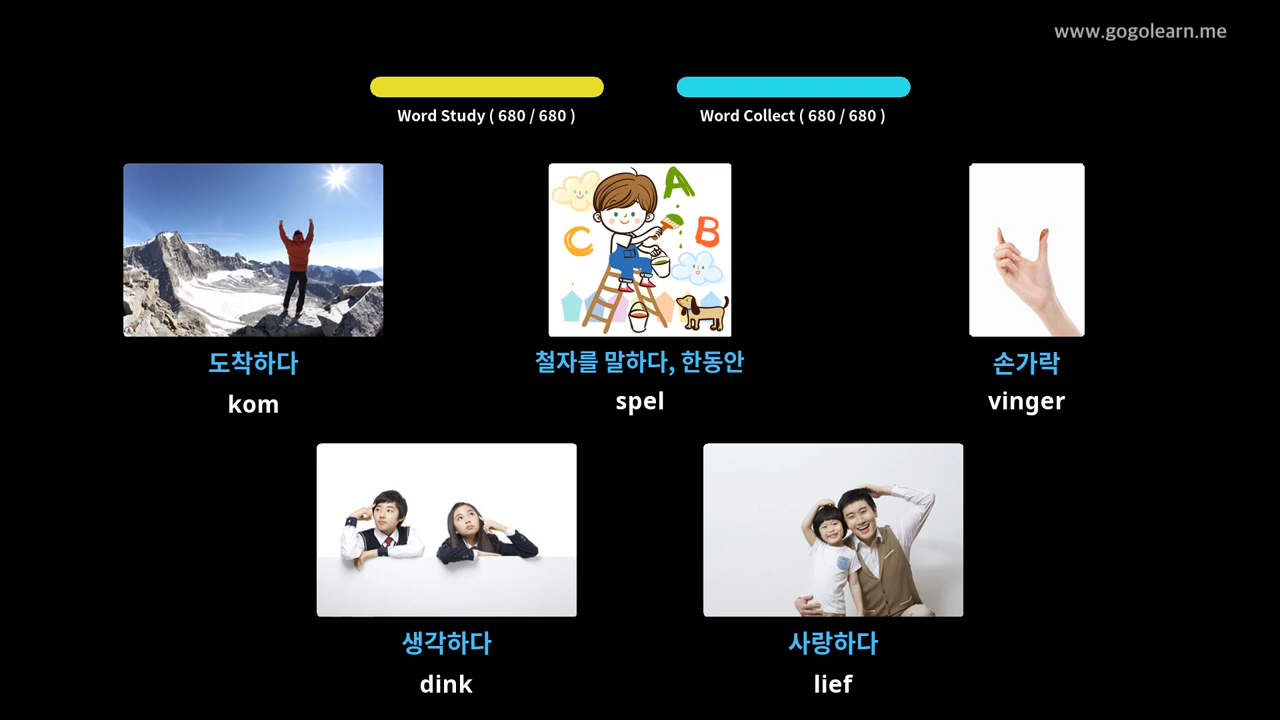 www.gogolearn.me
Word Study ( 680 / 680 )
Word Collect ( 680 / 680 )
A
B
C
도착하다
철자를 말하다, 한동안
손가락
kom
spel
vinger
생각하다
사랑하다
dink
lief